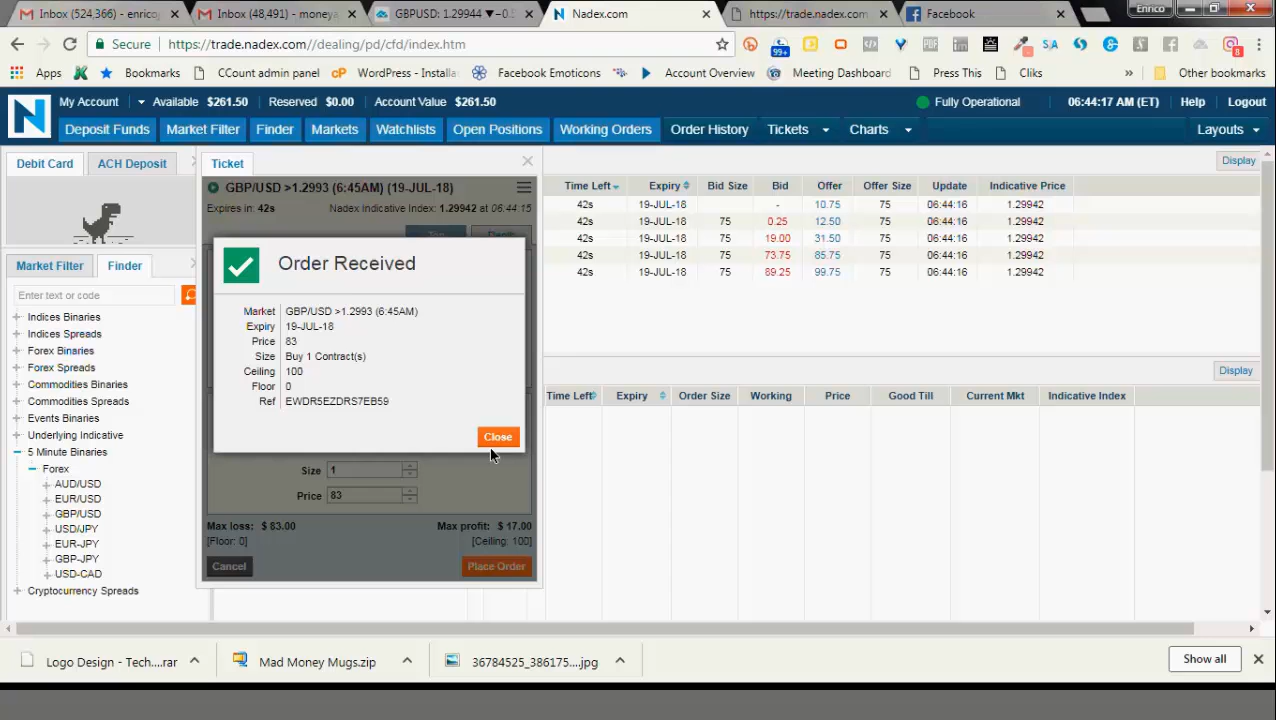 Inbox (524,366) - enricc
Inbox (48,491) - moneya
GBPUSD: 1.29944 ▼−0.
Nadex.com
https://trade.nadex.com
Facebook
Enrico
Secure https://trade.nadex.com//dealing/pd/cfd/index.htm
99+
8
Apps Bookmarks CCount admin panel WordPress - Installa Facebook Emoticons Account Overview Meeting Dashboard Press This Cliks » Other bookmarks
My Account Available $261.50 Reserved $0.00 Account Value $261.50 Fully Operational 06:44:17 AM (ET) Help Logout
Deposit Funds Market Filter Finder Markets Watchlists Open Positions Working Orders Order History Tickets Charts Layouts
Debit Card ACH Deposit
Ticket
Display
GBP/USD >1.2993 (6:45AM) (19-JUL-18)
Expires in: 42s Nadex Indicative Index: 1.29942 at 06:44:15
Order Received
Market GBP/USD >1.2993 (6:45AM)
Expiry 19-JUL-18
Price 83
Size Buy 1 Contract(s)
Ceiling 100
Floor 0
Ref EWDR5EZDRS7EB59
Close
Size 1
Price 83
Max loss: $ 83.00 Max profit: $ 17.00
[Floor: 0] [Ceiling: 100]
Cancel Place Order
Time Left Expiry Bid Size Bid Offer Offer Size Update Indicative Price
42s 19-JUL-18 - 10.75 75 06:44:16 1.29942
42s 19-JUL-18 75 0.25 12.50 75 06:44:16 1.29942
42s 19-JUL-18 75 19.00 31.50 75 06:44:16 1.29942
42s 19-JUL-18 75 73.75 85.75 75 06:44:16 1.29942
42s 19-JUL-18 75 89.25 99.75 75 06:44:16 1.29942
Display
Time Left Expiry Order Size Working Price Good Till Current Mkt Indicative Index
Market Filter Finder
Enter text or code
Indices Binaries
Indices Spreads
Forex Binaries
Forex Spreads
Commodities Binaries
Commodities Spreads
Events Binaries
Underlying Indicative
5 Minute Binaries
Forex
AUD/USD
EUR/USD
GBP/USD
USD/JPY
EUR-JPY
GBP-JPY
USD-CAD
Cryptocurrency Spreads
Logo Design - Tech....rar
Mad Money Mugs.zip
36784525_386175....jpg
Show all